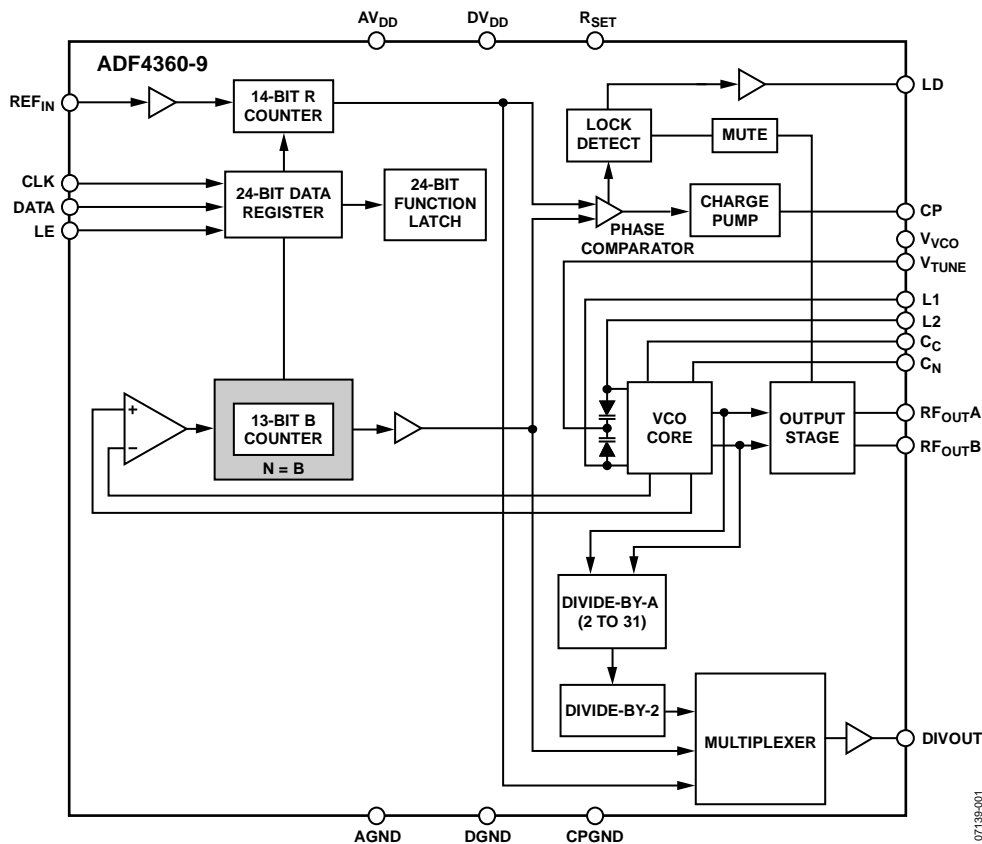 AVDD
DVDD
RSET
ADF4360-9
REFIN
14-BIT R
COUNTER
LD
LOCK
DETECT
MUTE
CLK
DATA
LE
24-BIT DATA
REGISTER
24-BIT
FUNCTION
LATCH
CHARGE
PUMP
CP
PHASE
COMPARATOR
VVCO
VTUNE
L1
L2
CC
CN
+
−
13-BIT B
COUNTER
N = B
VCO
CORE
OUTPUT
STAGE
RFOUTA
RFOUTB
DIVIDE-BY-A
(2 TO 31)
DIVIDE-BY-2
MULTIPLEXER
DIVOUT
AGND
DGND
CPGND
07139-001